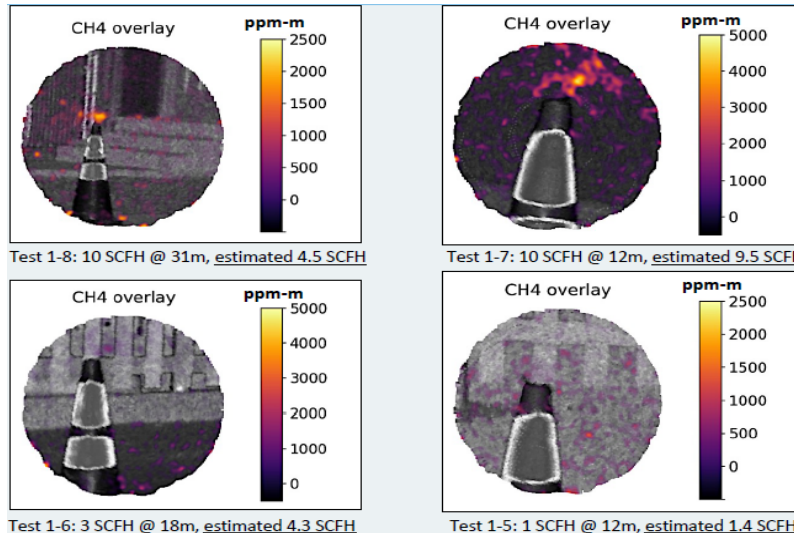 CH4 overlay
ppm-m
2500
2000
1500
1000
500
0
Test 1-8: 10 SCFH @ 31m, estimated 4.5 SCFH
CH4 overlay
ppm-m
5000
4000
3000
2000
1000
0
Test 1-7: 10 SCFH @ 12m, estimated 9.5 SCFH
CH4 overlay
ppm-m
5000
4000
3000
2000
1000
0
Test 1-6: 3 SCFH @ 18m, estimated 4.3 SCFH
CH4 overlay
ppm-m
2500
2000
1500
1000
500
0
Test 1-5: 1 SCFH @ 12m, estimated 1.4 SCFH